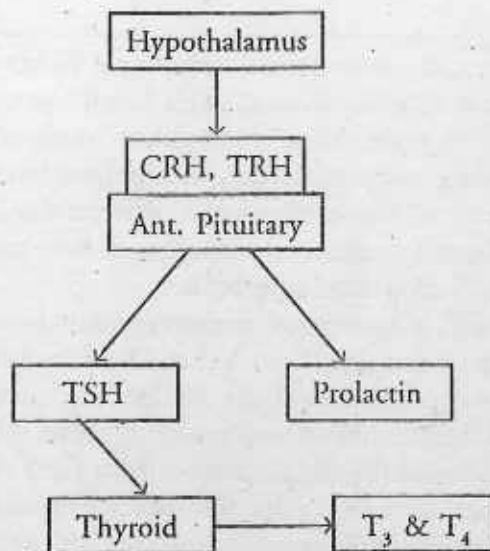 Hypothalamus
CRH, TRH
Ant. Pituitary
TSH
Prolactin
Thyroid
T₃ & T₄